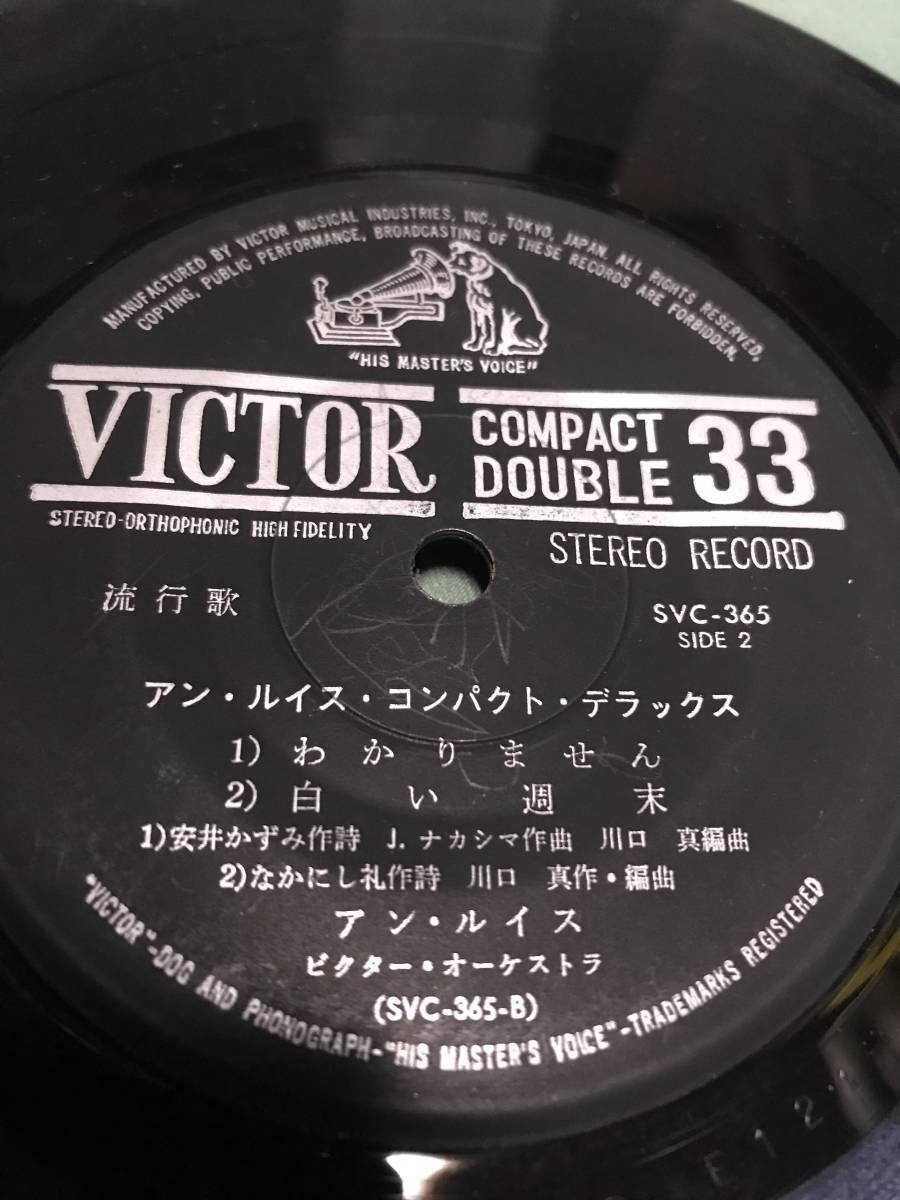 MANUFACTURED BY VICTOR MUSICAL INDUSTRIES, INC., TOKYO, JAPAN. ALL RIGHTS RESERVED,
COPYING, PUBLIC PERFORMANCE, BROADCASTING OF THESE RECORDS ARE FORBIDDEN.
"HIS MASTER'S VOICE"
VICTOR COMPACT DOUBLE 33
STEREO-ORTHOPHONIC HIGH FIDELITY
STEREO RECORD
流行歌
SVC-365
SIDE 2
アン・ルイス・コンパクト・デラックス
1) わかりません
2) 白い週末
1)安井かずみ作詩 J. ナカシマ作曲 川口 真編曲
2)なかにし礼作詩 川口 真作・編曲
アン・ルイス
ビクター・オーケストラ
(SVC-365-B)
"VICTOR"-DOG AND PHONOGRAPH-"HIS MASTER'S VOICE"-TRADEMARKS REGISTERED